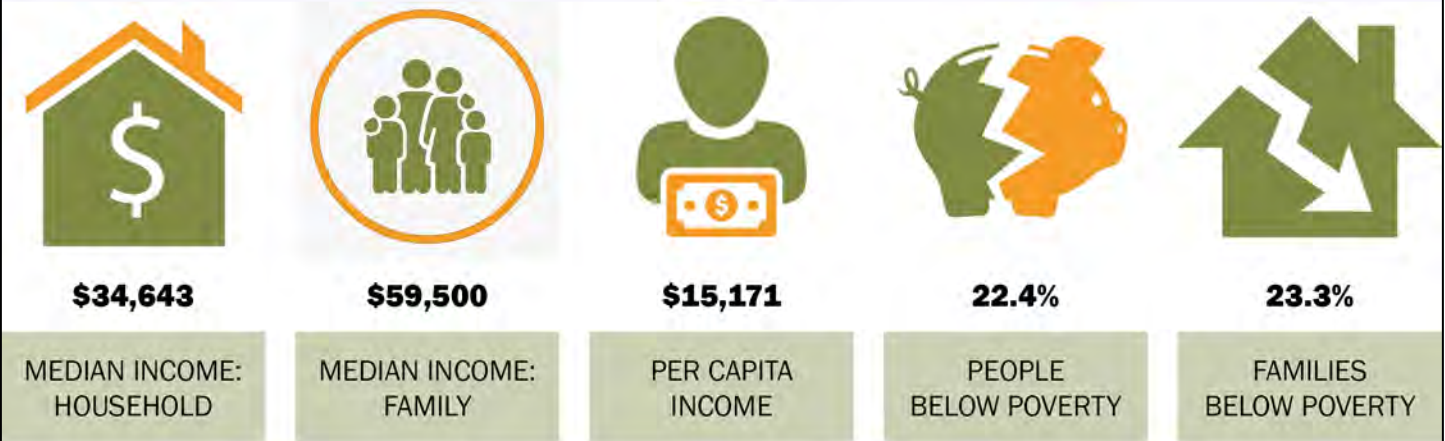 $
$
$34,643
$59,500
$15,171
22.4%
23.3%
MEDIAN INCOME:
HOUSEHOLD
MEDIAN INCOME:
FAMILY
PER CAPITA
INCOME
PEOPLE
BELOW POVERTY
FAMILIES
BELOW POVERTY